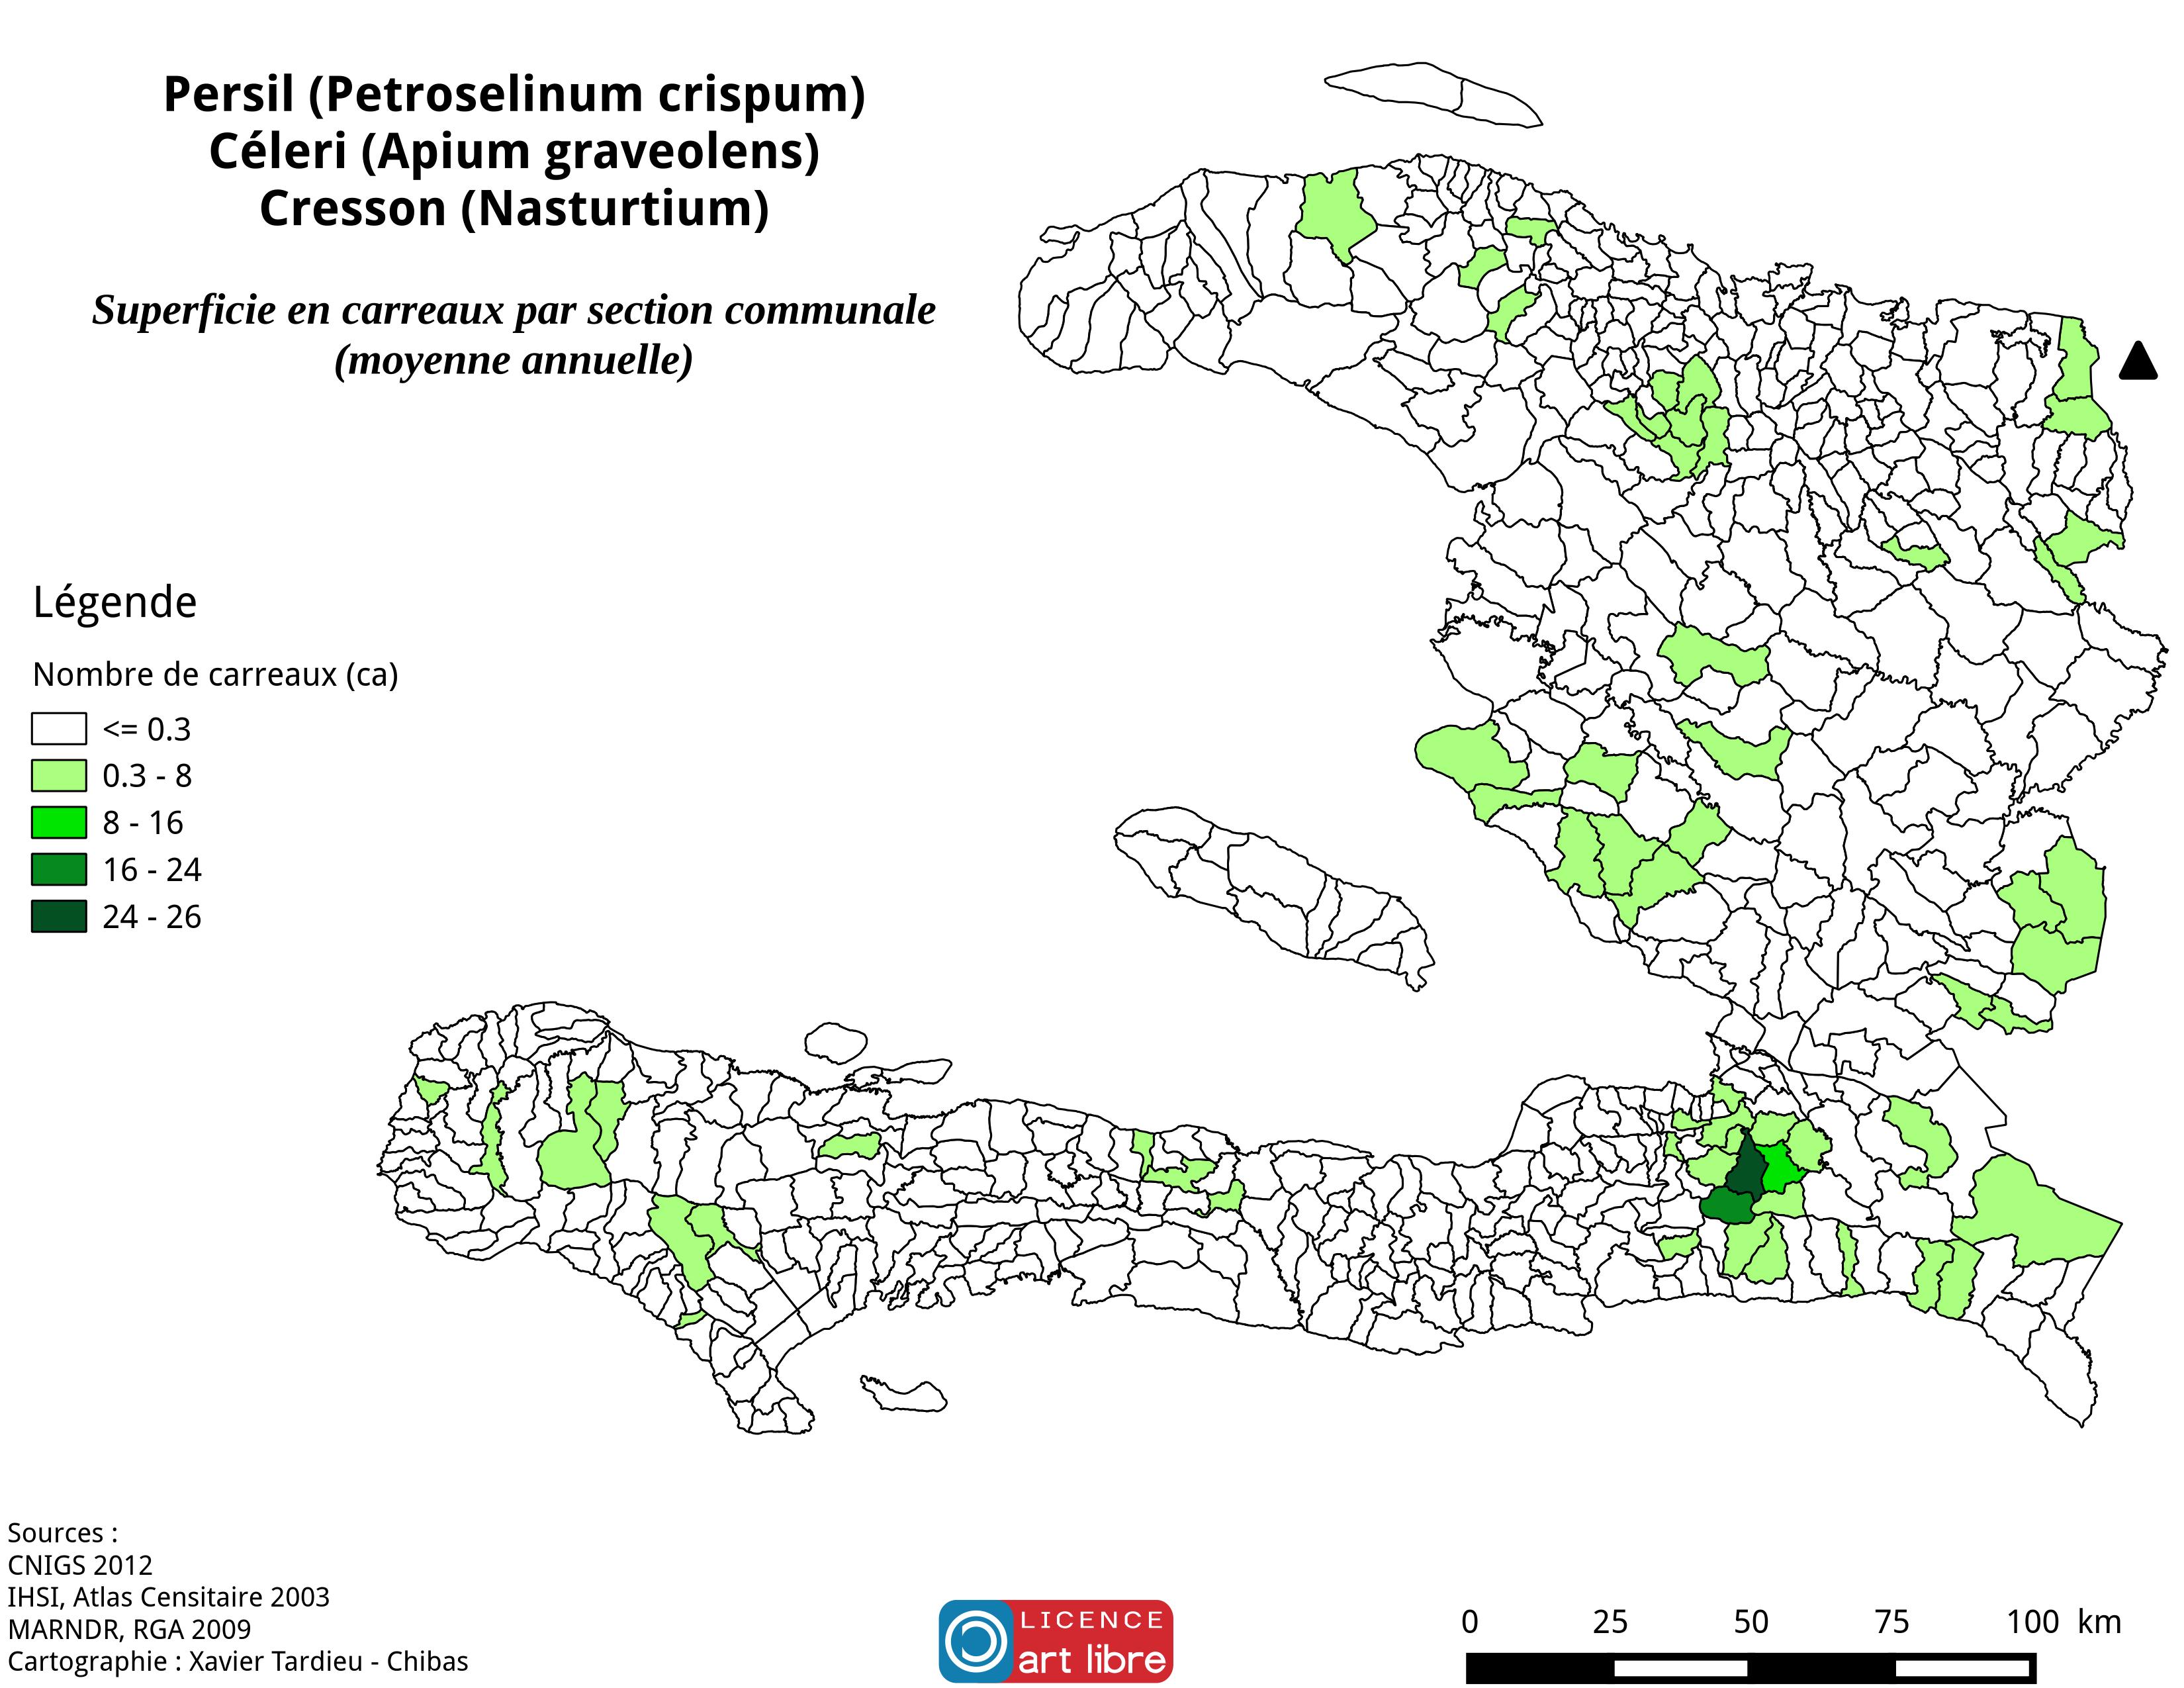 Persil (Petroselinum crispum)
Céleri (Apium graveolens)
Cresson (Nasturtium)
Superficie en carreaux par section communale
(moyenne annuelle)
Légende
Nombre de carreaux (ca)
<= 0.3
0.3 - 8
8 - 16
16 - 24
24 - 26
Sources :
CNIGS 2012
IHSI, Atlas Censitaire 2003
MARNDR, RGA 2009
Cartographie : Xavier Tardieu - Chibas
LICENCE
art libre
0 25 50 75 100 km